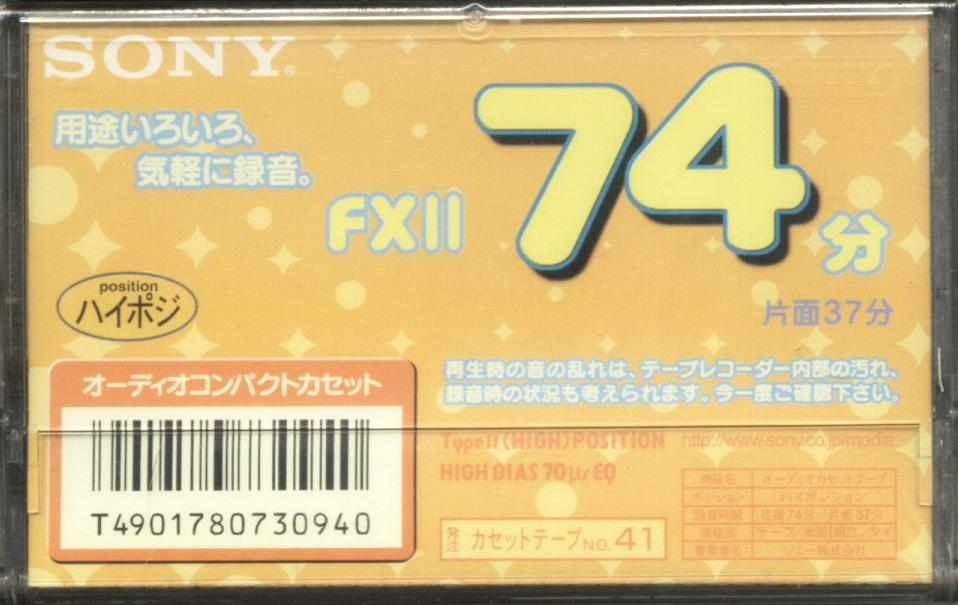 SONY®
用途いろいろ、
気軽に録音。
FXII
74分
片面37分
position
ハイポジ
オーディオコンパクトカセット
T4901780730940
再生時の音の乱れは、テープレコーダー内部の汚れ、
録音時の状況も考えられます。今一度ご確認下さい。
TypeII(HIGH)POSITION
http://www.sony.co.jp/media
HIGH BIAS 70μs EQ
発注 カセットテープNO.41
商品名 オーディオカセットテープ
ポジション ハイポジション
録音時間 往復74分/片面37分
原産国 テープ/米国 組立/タイ
事業者名 ソニー株式会社